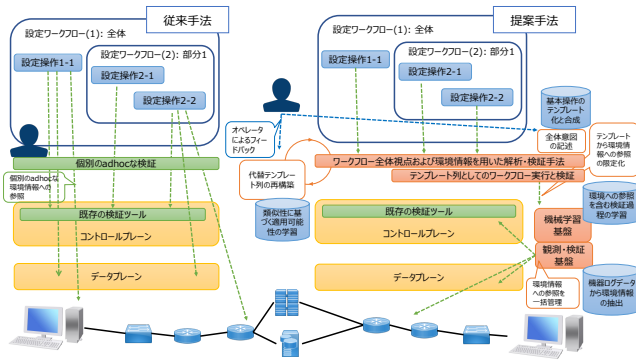 従来手法
設定ワークフロー(1): 全体
設定操作1-1
設定ワークフロー(2): 部分1
設定操作2-1
設定操作2-2
個別のadhocな検証
個別のadhocな
環境情報への
参照
既存の検証ツール
コントロールプレーン
データプレーン
提案手法
設定ワークフロー(1): 全体
設定操作1-1
設定ワークフロー(2): 部分1
設定操作2-1
設定操作2-2
オペレータ
によるフィー
ドバック
基本操作の
テンプレート
化と合成
全体意図
の記述
テンプレート
から環境情
報への参照
の限定化
ワークフロー全体視点および環境情報を用いた解析・検証手法
テンプレート列としてのワークフロー実行と検証
代替テンプレー
ト列の再構築
類似性に基
づく適用可能
性の学習
既存の検証ツール
コントロールプレーン
データプレーン
環境への参照
を含む検証過
程の学習
機械学習
基盤
観測・検証
基盤
環境情報
への参照を
一括管理
機器ログデータ
から環境情報
の抽出